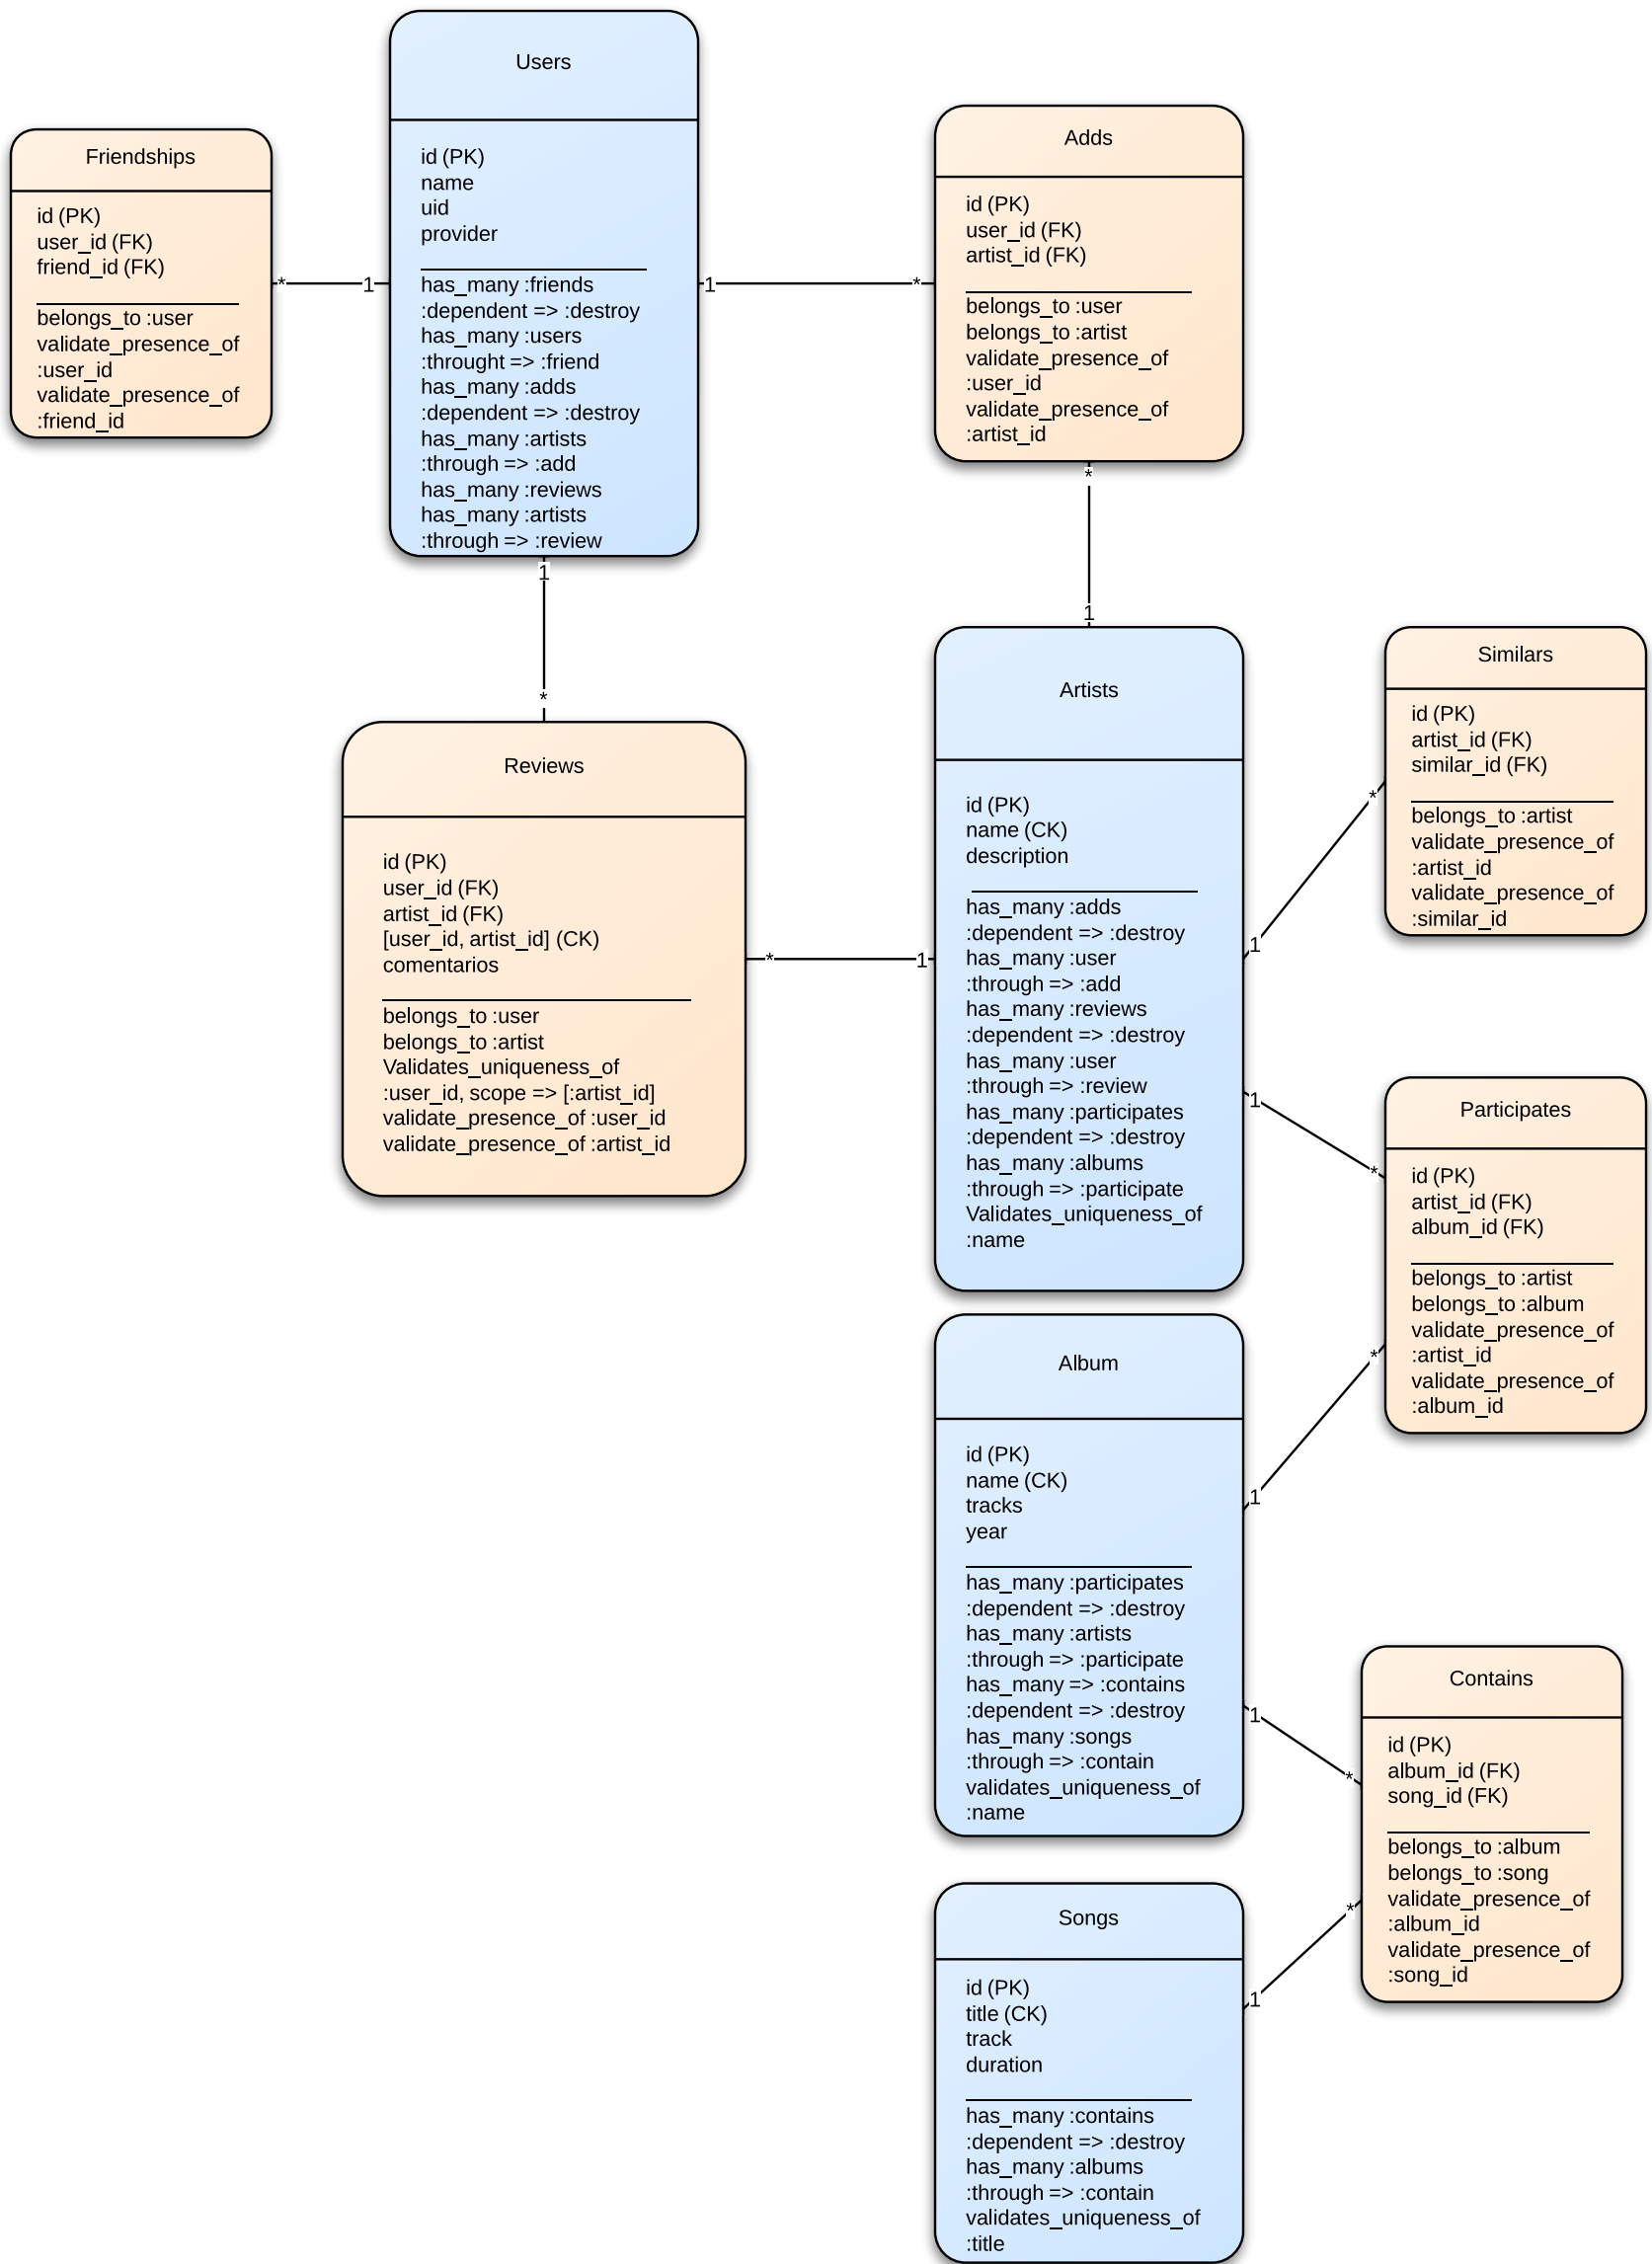 Users
id (PK)
name
uid
provider
has_many :friends
:dependent => :destroy
has_many :users
:throught => :friend
has_many :adds
:dependent => :destroy
has_many :artists
:through => :add
has_many :reviews
has_many :artists
:through => :review
Friendships
id (PK)
user_id (FK)
friend_id (FK)
belongs_to :user
validate_presence_of
:user_id
validate_presence_of
:friend_id
*
1
1
*
Adds
id (PK)
user_id (FK)
artist_id (FK)
belongs_to :user
belongs_to :artist
validate_presence_of
:user_id
validate_presence_of
:artist_id
*
1
1
*
Reviews
id (PK)
user_id (FK)
artist_id (FK)
[user_id, artist_id] (CK)
comentarios
belongs_to :user
belongs_to :artist
Validates_uniqueness_of
:user_id, scope => [:artist_id]
validate_presence_of :user_id
validate_presence_of :artist_id
*
1
Artists
id (PK)
name (CK)
description
has_many :adds
:dependent => :destroy
has_many :user
:through => :add
has_many :reviews
:dependent => :destroy
has_many :user
:through => :review
has_many :participates
:dependent => :destroy
has_many :albums
:through => :participate
Validates_uniqueness_of
:name
*
1
Similars
id (PK)
artist_id (FK)
similar_id (FK)
belongs_to :artist
validate_presence_of
:artist_id
validate_presence_of
:similar_id
1
*
Participates
id (PK)
artist_id (FK)
album_id (FK)
belongs_to :artist
belongs_to :album
validate_presence_of
:artist_id
validate_presence_of
:album_id
*
1
Album
id (PK)
name (CK)
tracks
year
has_many :participates
:dependent => :destroy
has_many :artists
:through => :participate
has_many => :contains
:dependent => :destroy
has_many :songs
:through => :contain
validates_uniqueness_of
:name
1
*
Contains
id (PK)
album_id (FK)
song_id (FK)
belongs_to :album
belongs_to :song
validate_presence_of
:album_id
validate_presence_of
:song_id
*
1
Songs
id (PK)
title (CK)
track
duration
has_many :contains
:dependent => :destroy
has_many :albums
:through => :contain
validates_uniqueness_of
:title